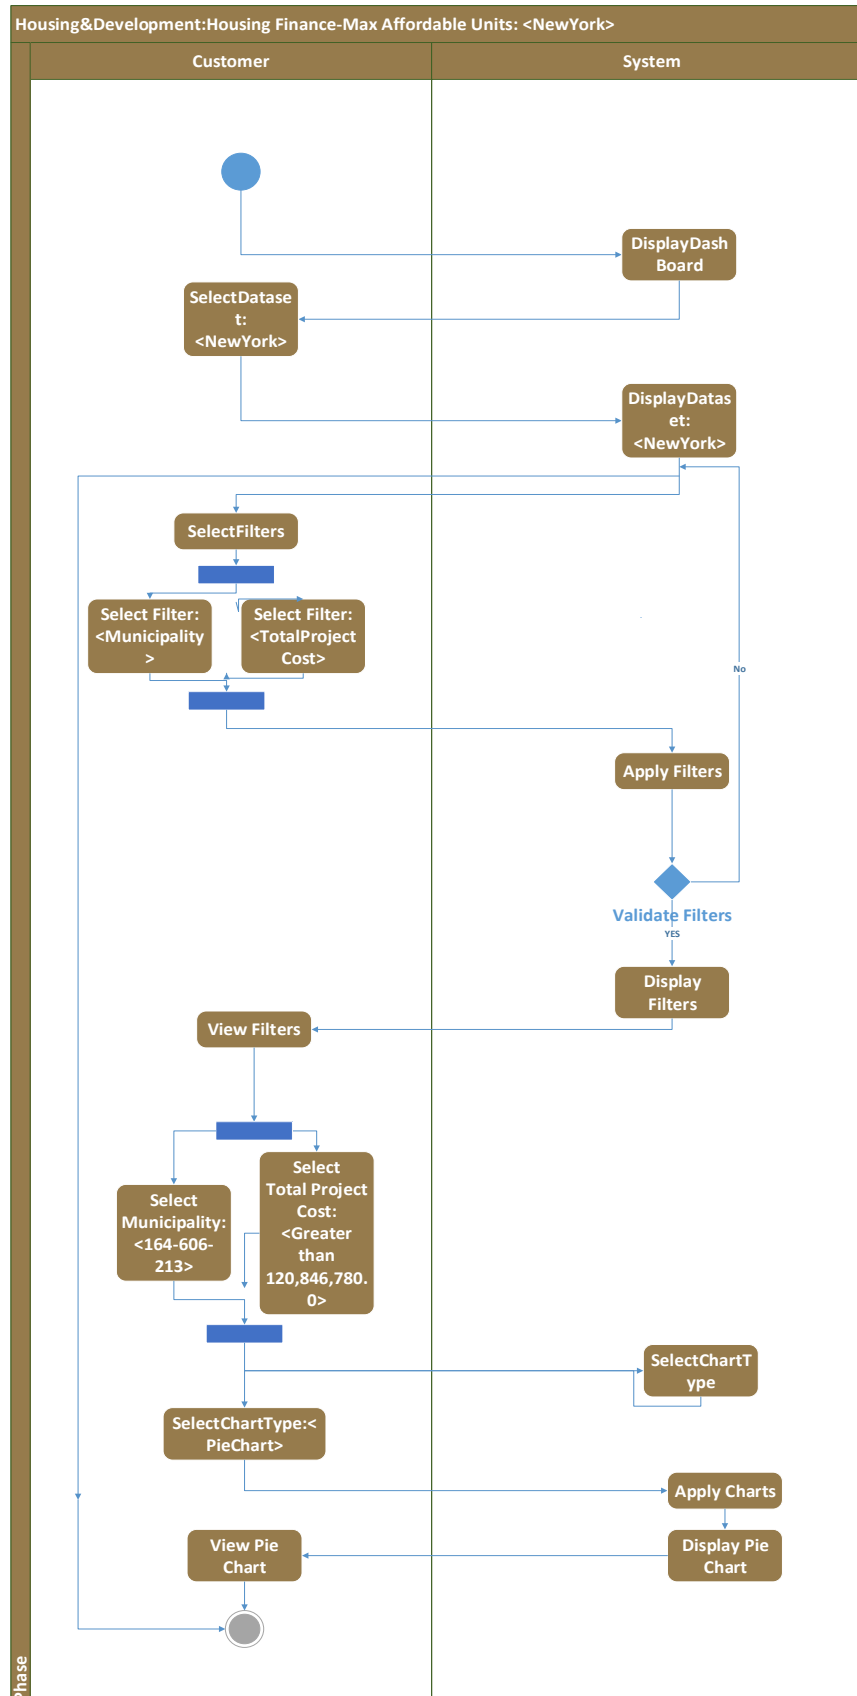 Housing&Development:Housing Finance-Max Affordable Units: <NewYork>
Customer
System
DisplayDash
Board
SelectDatase
t:
<NewYork>
DisplayDatas
et:
<NewYork>
SelectFilters
Select Filter:
<Municipality
>
Select Filter:
<TotalProject
Cost>
No
Apply Filters
Validate Filters
YES
Display
Filters
View Filters
Select
Municipality:
<164-606-
213>
Select
Total Project
Cost:
<Greater
than
120,846,780.
0>
SelectChartT
ype
SelectChartType:<
PieChart>
Apply Charts
View Pie
Chart
Display Pie
Chart
Phase